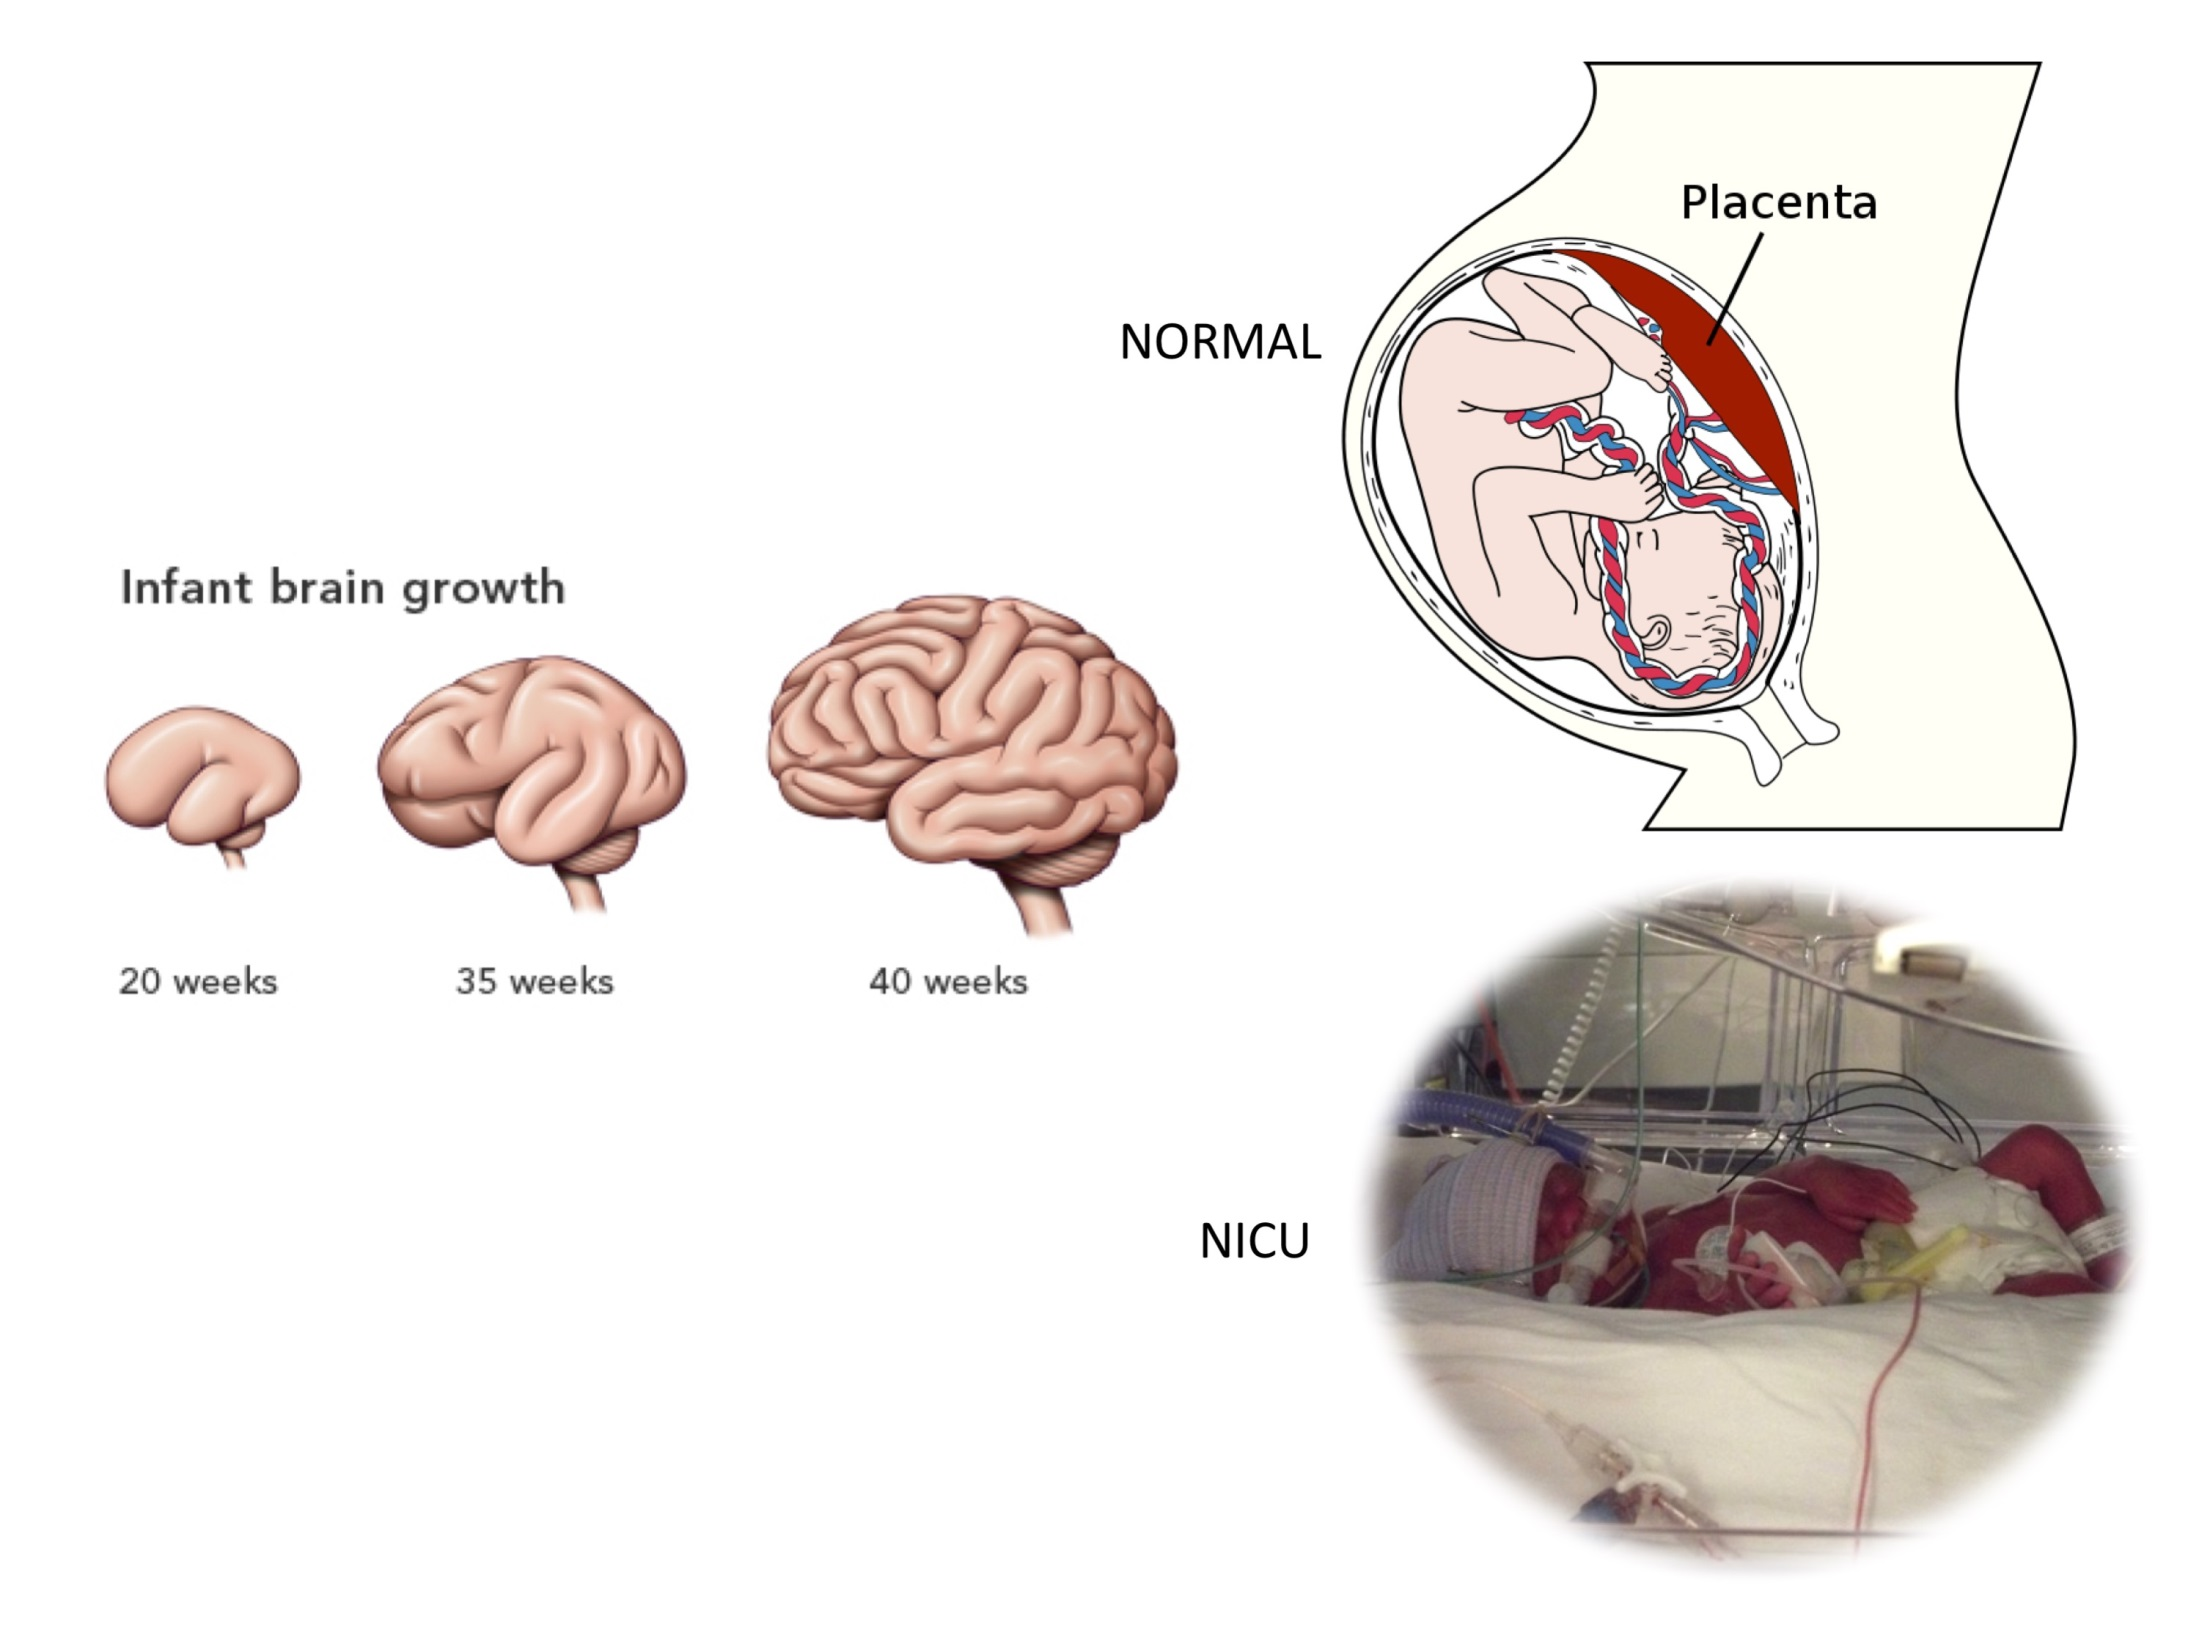 Placenta
NORMAL
Infant brain growth
20 weeks
35 weeks
40 weeks
NICU